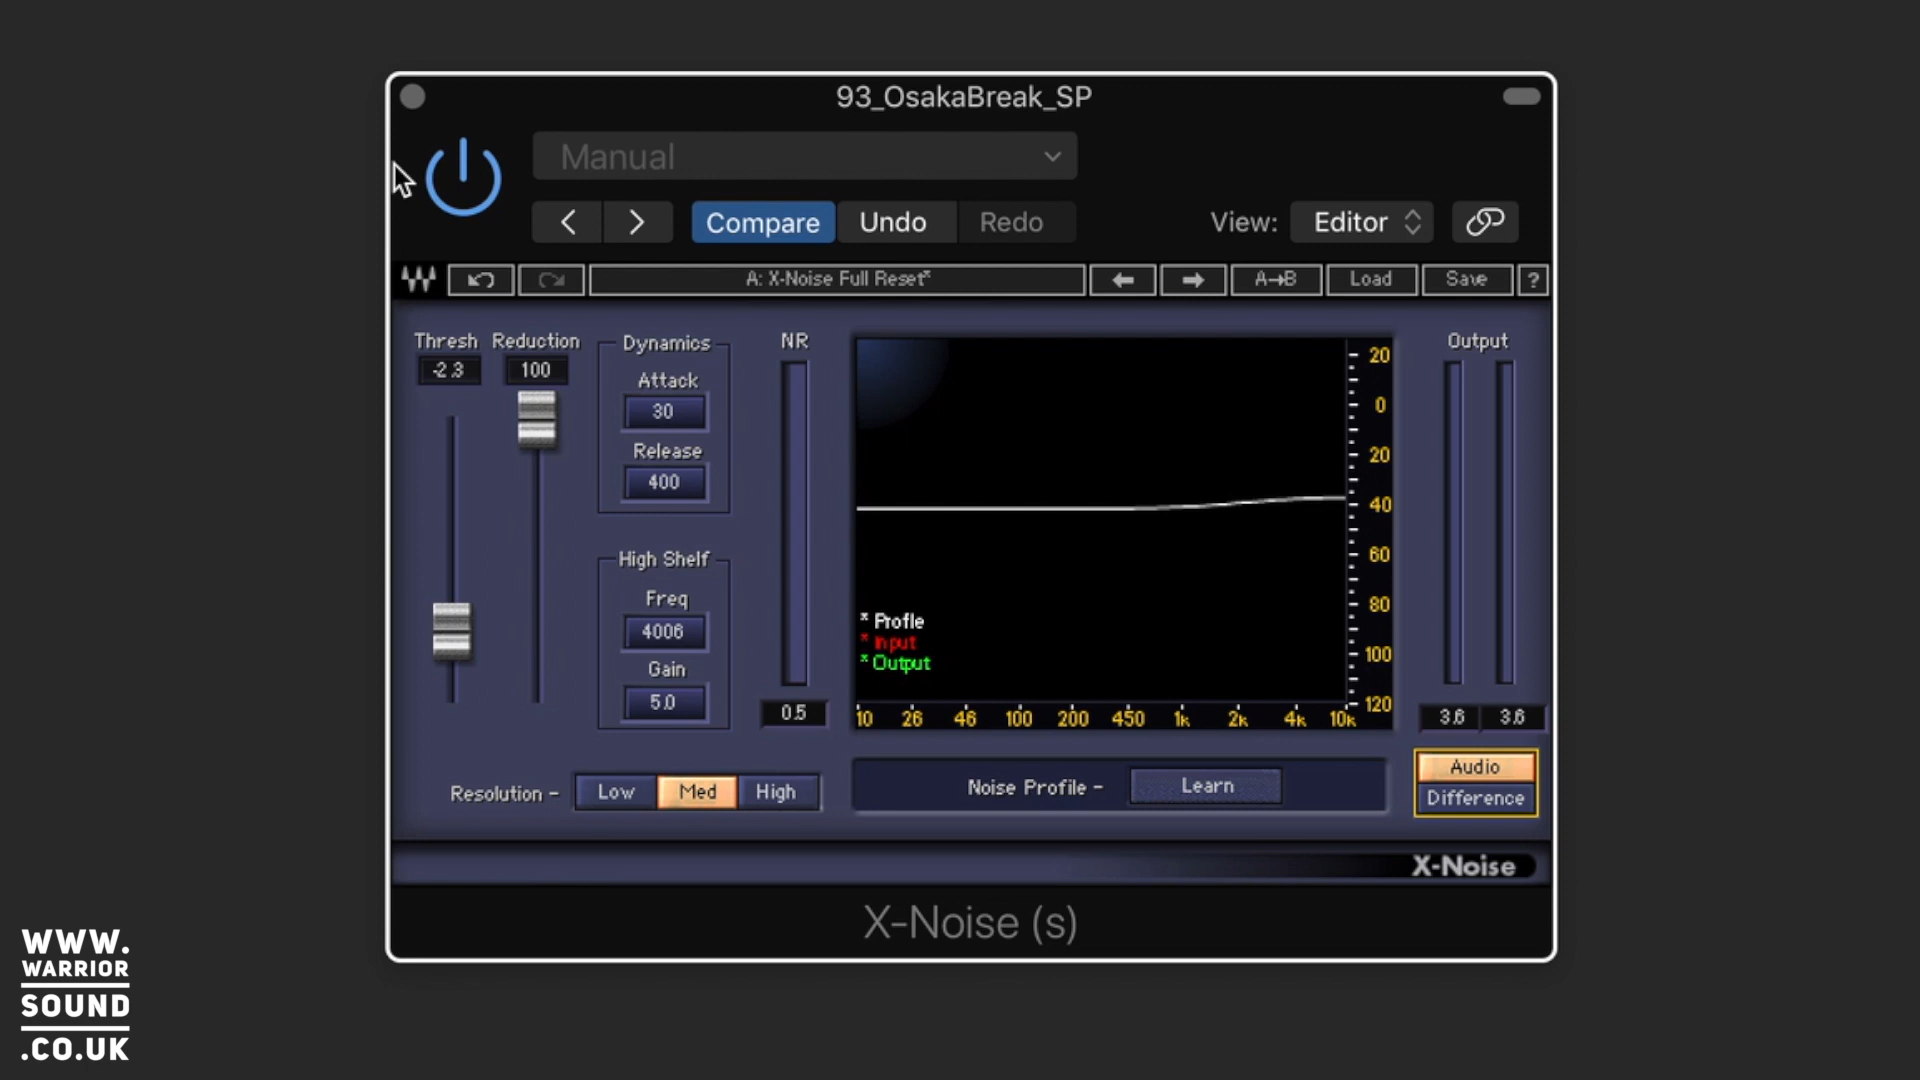 93_OsakaBreak_SP
Manual
Compare Undo Redo View: Editor
A: X-Noise Full Reset* A→B Load Save ?
Thresh Reduction Dynamics NR Output
-2.3 100
Attack
30
Release
400
High Shelf
Freq
4006
Gain
5.0
0.5
20
0
20
40
60
80
100
120
* Profile
* Input
* Output
10 26 46 100 200 450 1k 2k 4k 10k
3.6 3.6
Resolution - Low Med High
Noise Profile - Learn
Audio
Difference
X-Noise
X-Noise (s)
WWW.
WARRIOR
SOUND
.CO.UK